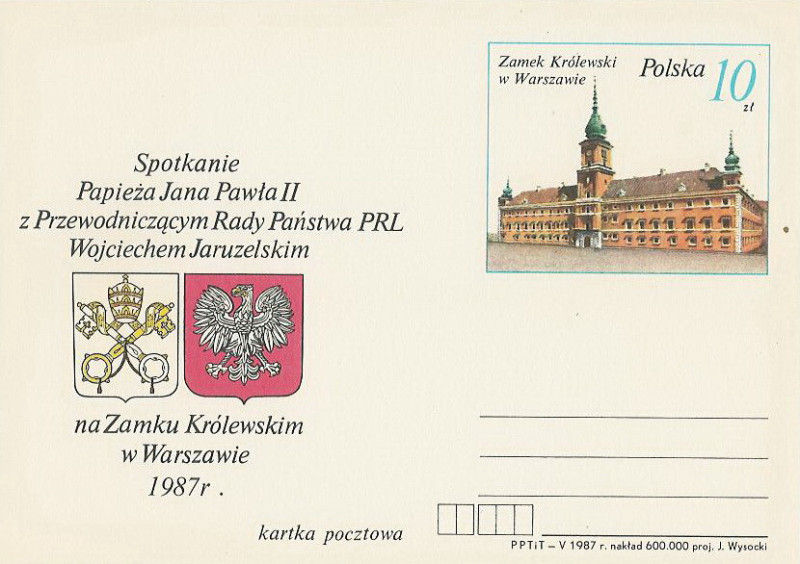 Zamek Królewski
w Warszawie
Polska 10
zł
Spotkanie
Papieża Jana Pawła II
z Przewodniczącym Rady Państwa PRL
Wojciechem Jaruzelskim
na Zamku Królewskim
w Warszawie
1987r .
kartka pocztowa
PPTiT – V 1987 r. nakład 600.000 proj. J. Wysocki